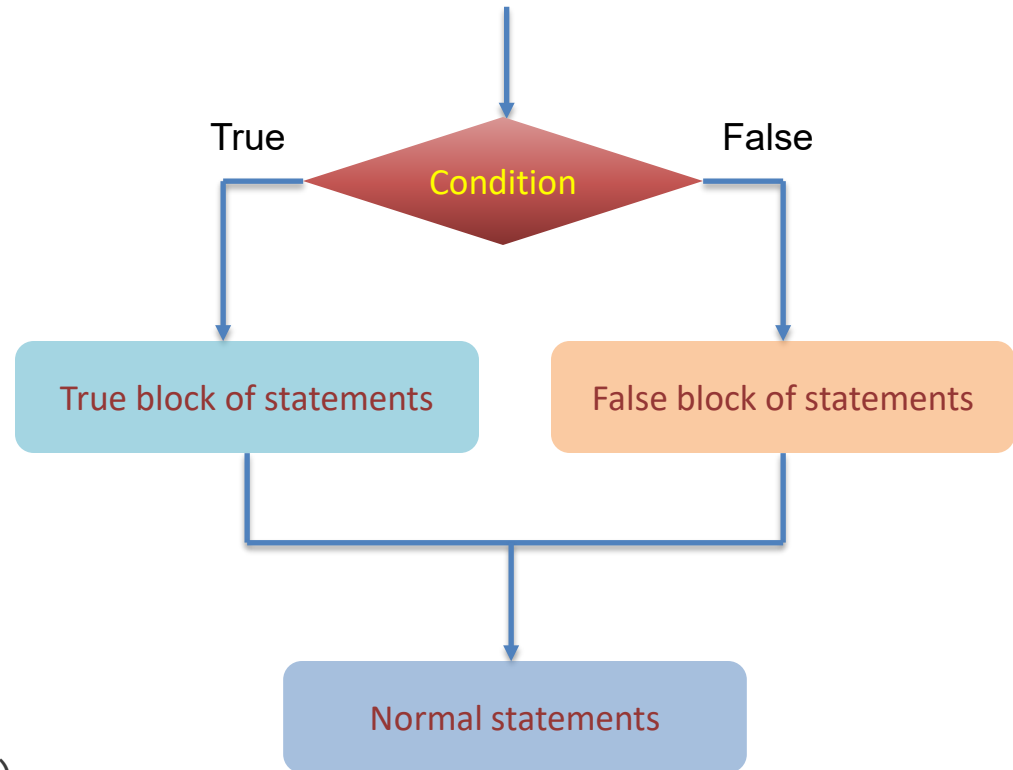 True
False
Condition
True block of statements
False block of statements
Normal statements
)